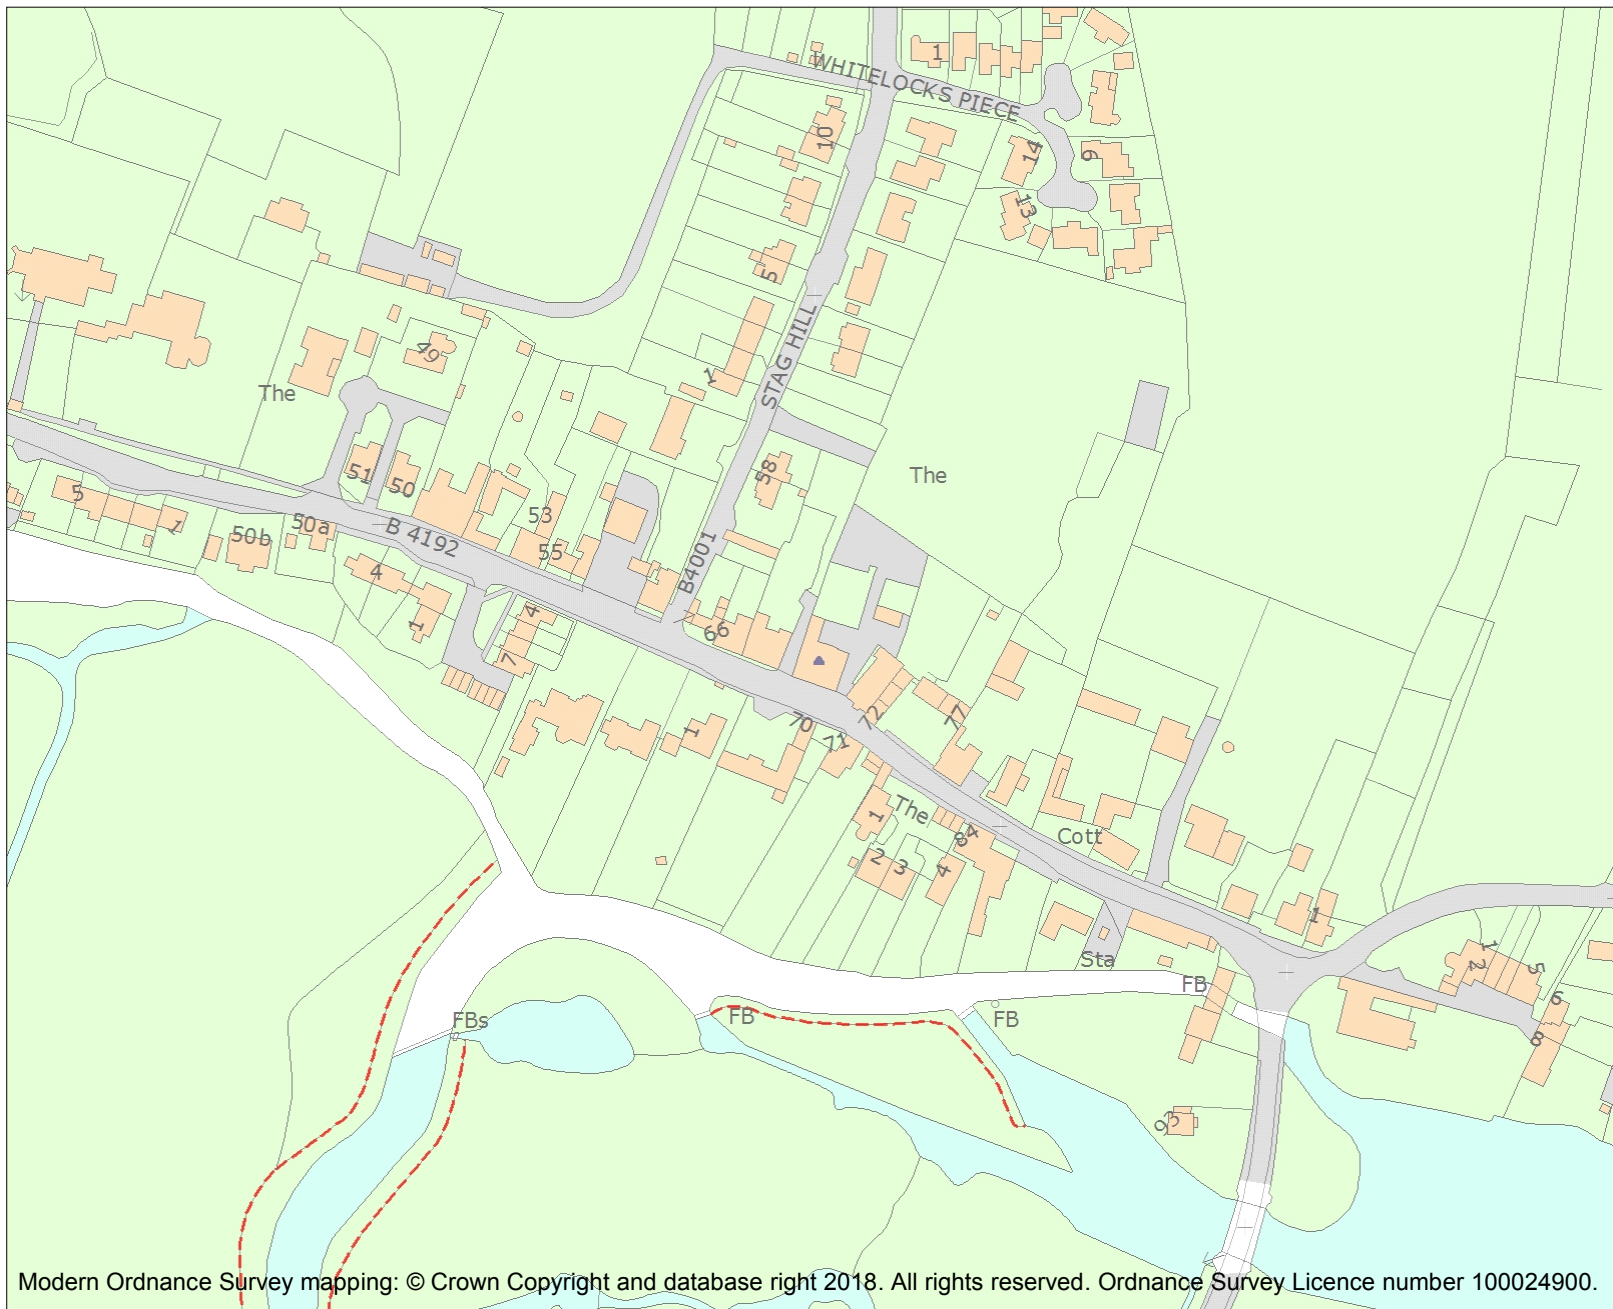 1
WHITELOCKS PIECE
10
14
9
13
5
49
1
STAG HILL
The
The
51
50
58
5
1
50b
50a
53
55
B 4192
B4001
4
1
4
7
66
70
71
72
77
1
The
1
2
3
4
84
Cott
1
Sta
FB
1
2
5
6
8
FBs
FB
FB
93
Modern Ordnance Survey mapping: © Crown Copyright and database right 2018. All rights reserved. Ordnance Survey Licence number 100024900.